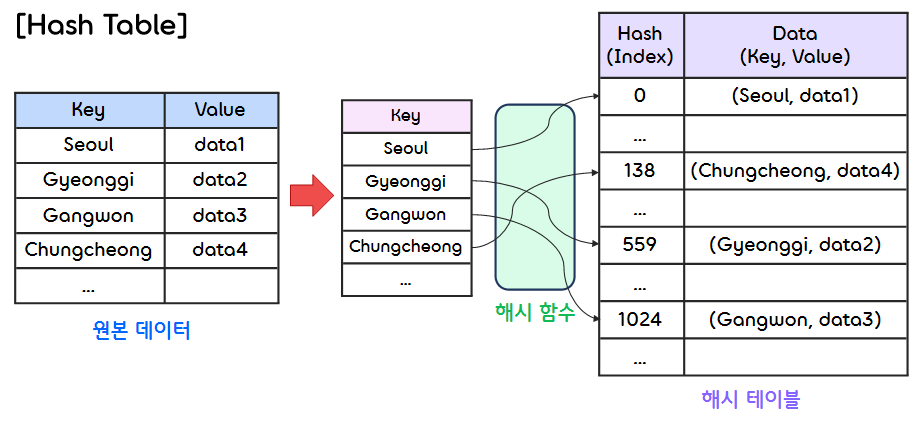 [Hash Table]
Key Value
Seoul data1
Gyeonggi data2
Gangwon data3
Chungcheong data4
...
원본 데이터
Key
Seoul
Gyeonggi
Gangwon
Chungcheong
...
해시 함수
Hash
(Index)
Data
(Key, Value)
0 (Seoul, data1)
...
138 (Chungcheong, data4)
...
559 (Gyeonggi, data2)
...
1024 (Gangwon, data3)
...
해시 테이블